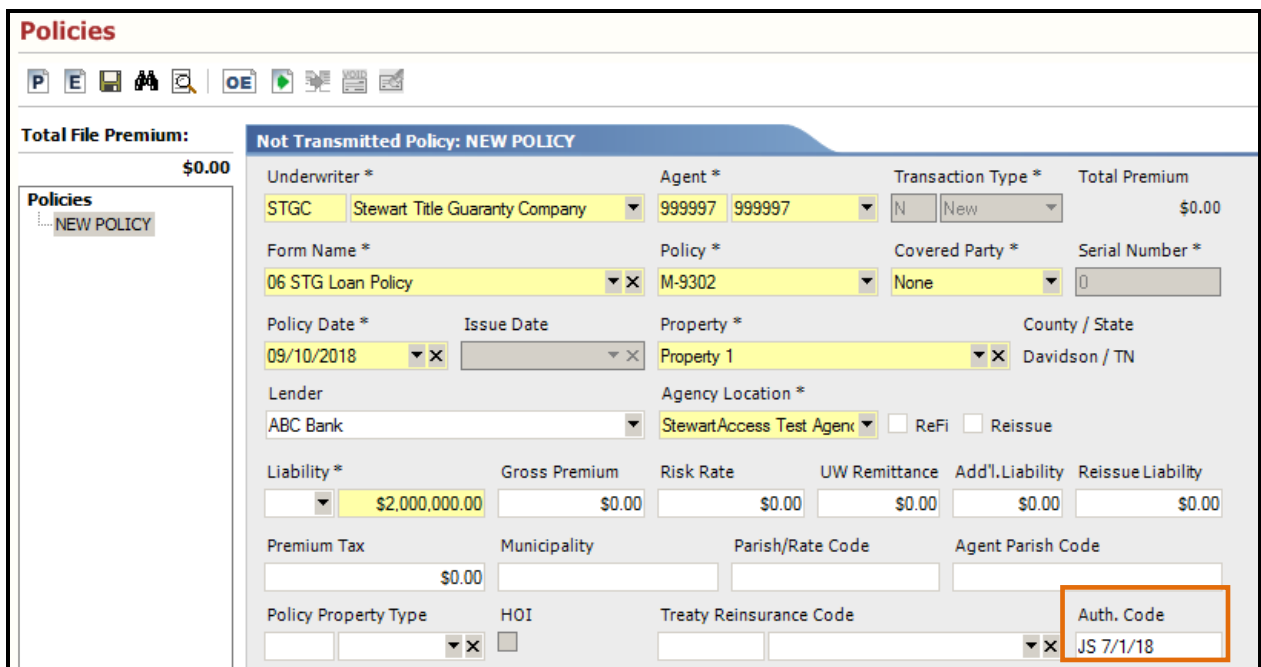 Policies
P E OE VOID
Total File Premium:
$0.00
Policies
NEW POLICY
Not Transmitted Policy: NEW POLICY
Underwriter * Agent * Transaction Type * Total Premium
STGC Stewart Title Guaranty Company 999997 999997 N New $0.00
Form Name * Policy * Covered Party * Serial Number *
06 STG Loan Policy M-9302 None 0
Policy Date * Issue Date Property * County / State
09/10/2018 Property 1 Davidson / TN
Lender Agency Location *
ABC Bank StewartAccess Test Agenc ReFi Reissue
Liability * Gross Premium Risk Rate UW Remittance Add'l.Liability Reissue Liability
$2,000,000.00 $0.00 $0.00 $0.00 $0.00 $0.00
Premium Tax Municipality Parish/Rate Code Agent Parish Code
$0.00
Policy Property Type HOI Treaty Reinsurance Code Auth. Code
JS 7/1/18